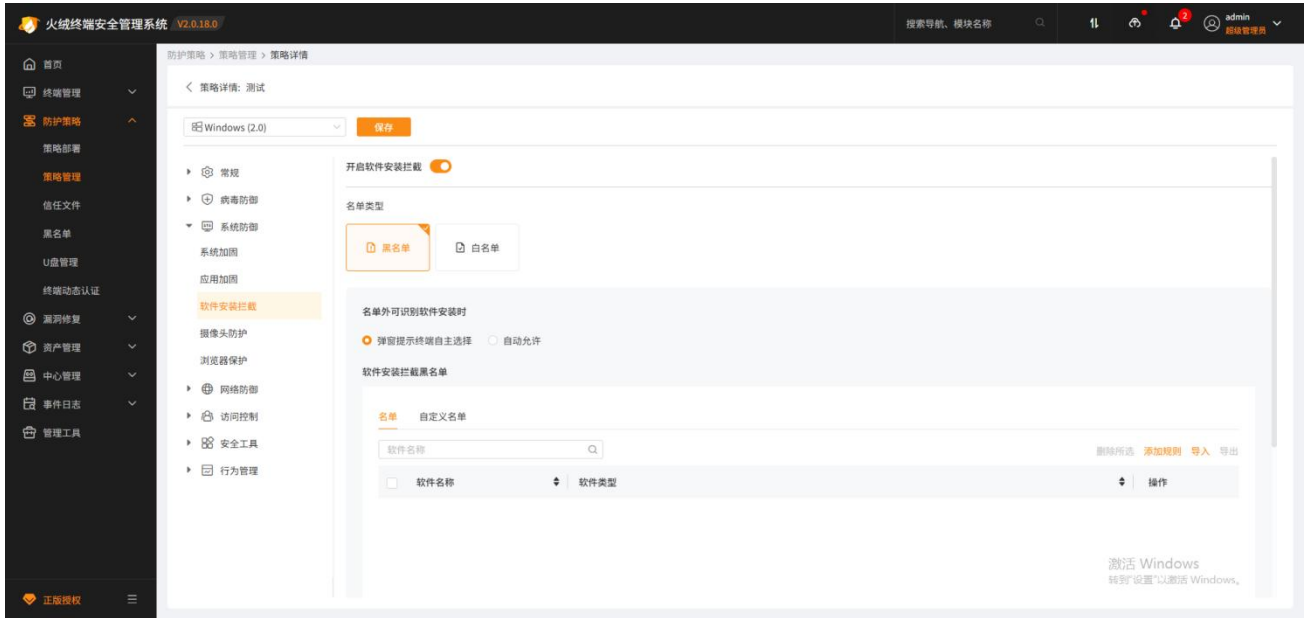 火绒终端安全管理系统 V2.0.18.0 搜索导航、模块名称 2 admin 超级管理员
首页
终端管理
防护策略
策略部署
策略管理
信任文件
黑名单
U盘管理
终端动态认证
漏洞修复
资产管理
中心管理
事件日志
管理工具
正版授权
防护策略 > 策略管理 > 策略详情
策略详情: 测试
Windows (2.0) 保存
常规
病毒防御
系统防御
系统加固
应用加固
软件安装拦截
摄像头防护
浏览器保护
网络防御
访问控制
安全工具
行为管理
开启软件安装拦截
名单类型
黑名单 白名单
名单外可识别软件安装时
弹窗提示终端自主选择 自动允许
软件安装拦截黑名单
名单 自定义名单
软件名称 删除所选 添加规则 导入 导出
软件名称 软件类型 操作
激活 Windows
转到"设置"以激活 Windows。